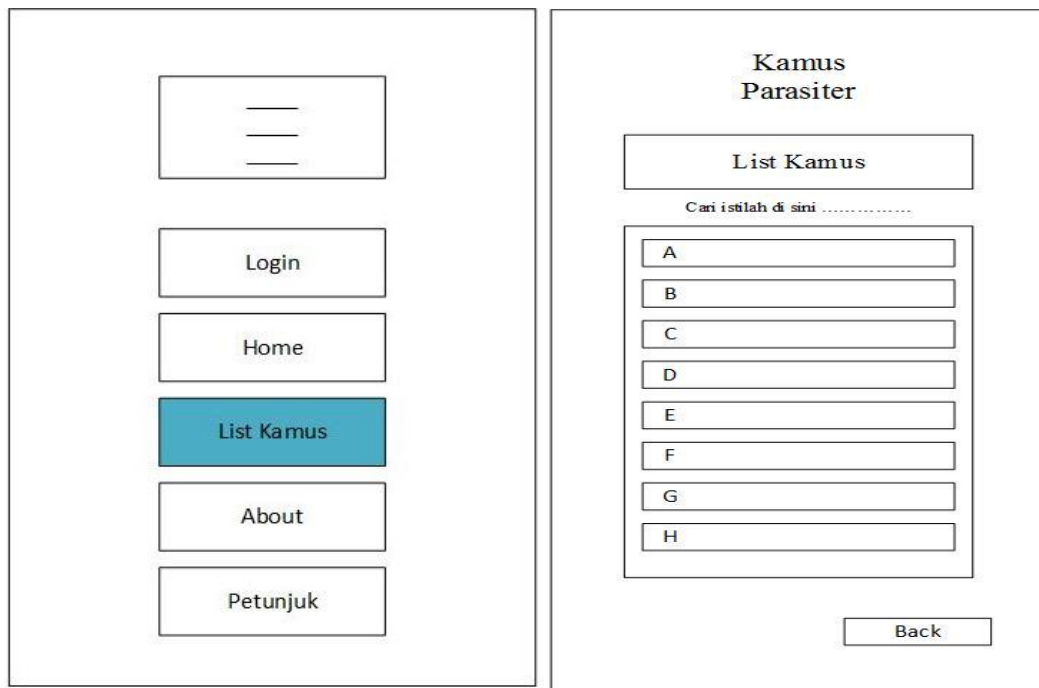 Login
Home
List Kamus
About
Petunjuk
Kamus
Parasiter
List Kamus
Cari istilah di sini ……………
A
B
C
D
E
F
G
H
Back